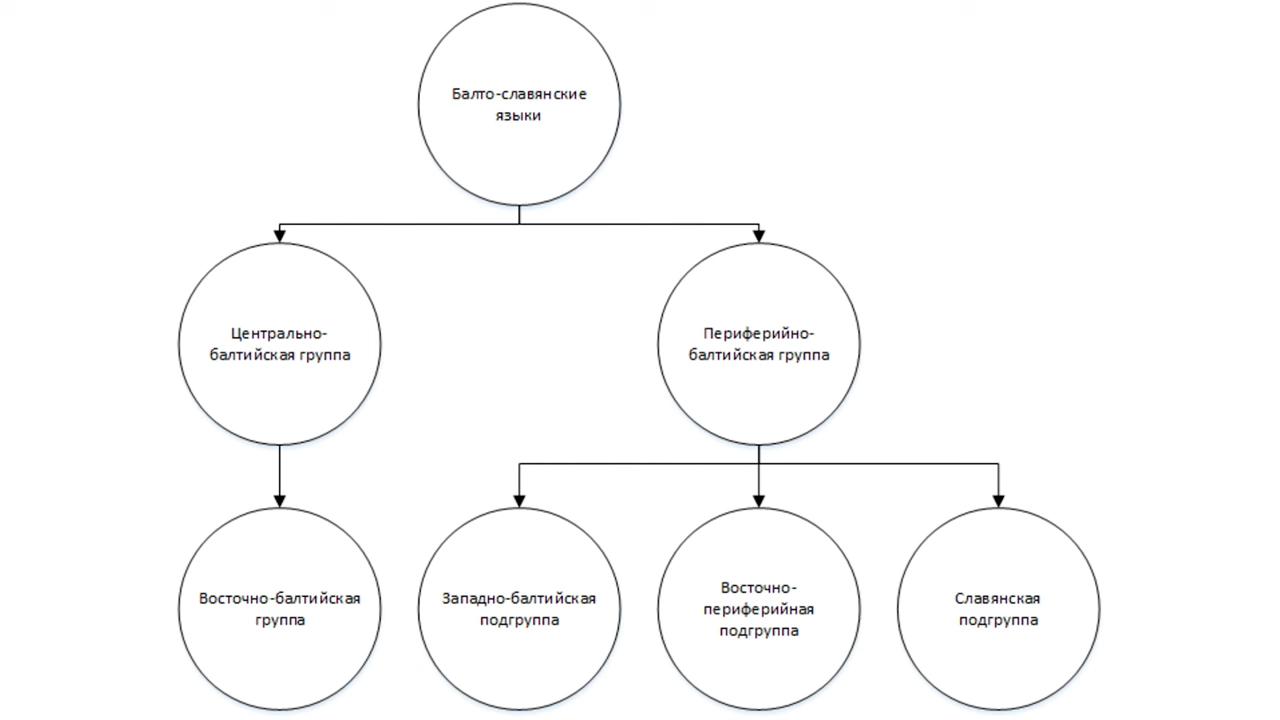 Балто-славянские
языки
Центрально-
балтийская группа
Периферийно-
балтийская группа
Восточно-балтийская
группа
Западно-балтийская
подгруппа
Восточно-
периферийная
подгруппа
Славянская
подгруппа